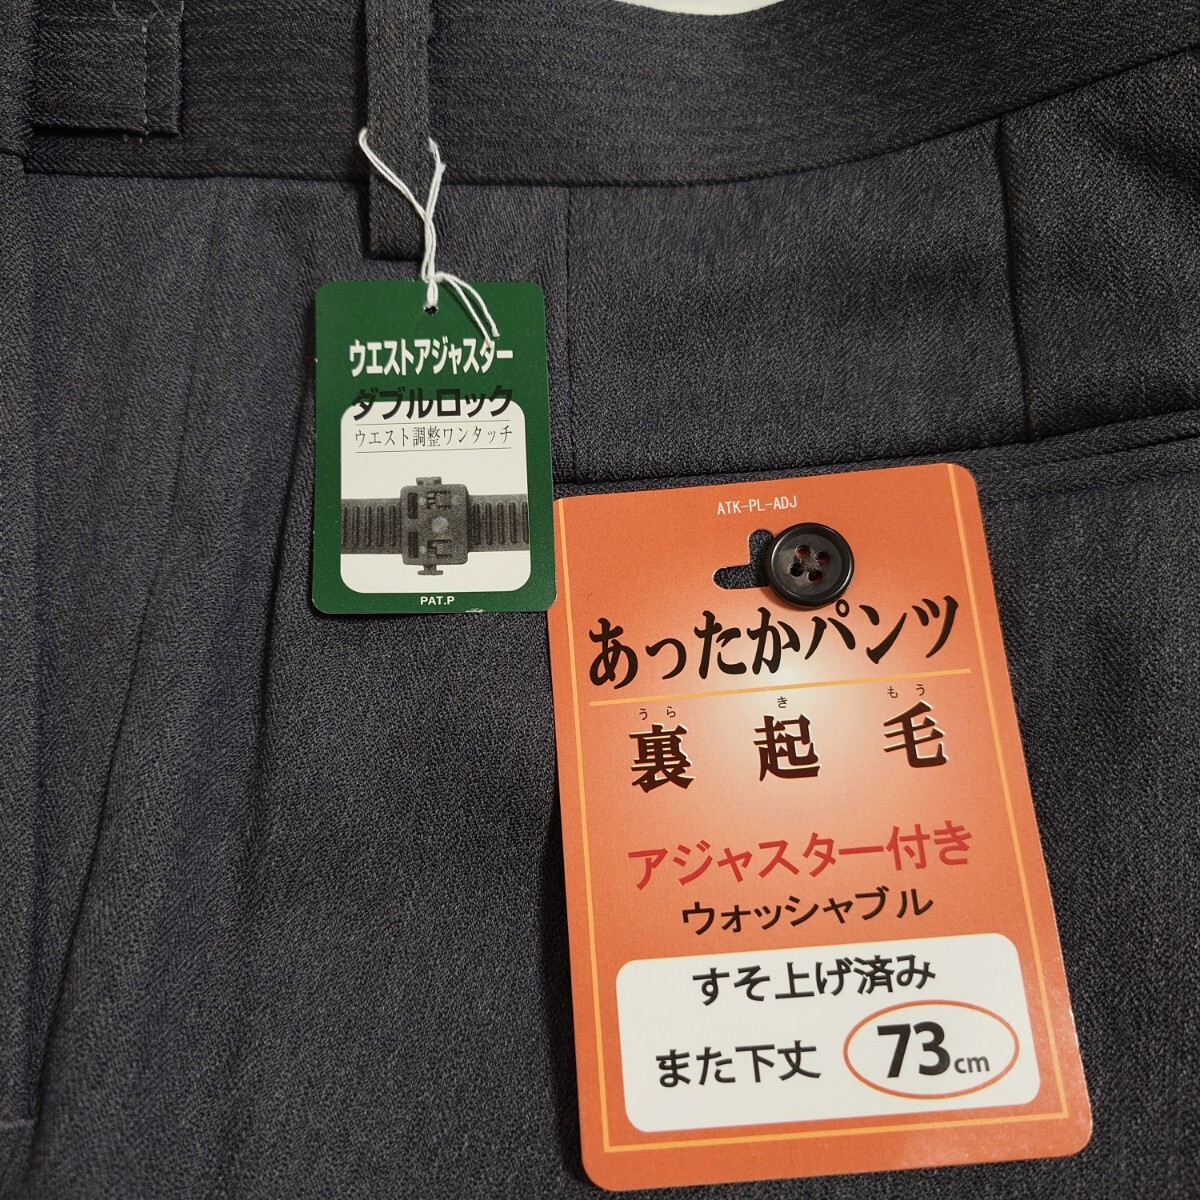 ウエストアジャスター
ダブルロック
ウエスト調整ワンタッチ
PAT.P
ATK-PL-ADJ
あったかパンツ
うら き もう
裏 起 毛
アジャスター付き
ウォッシャブル
すそ上げ済み
また下丈 73cm